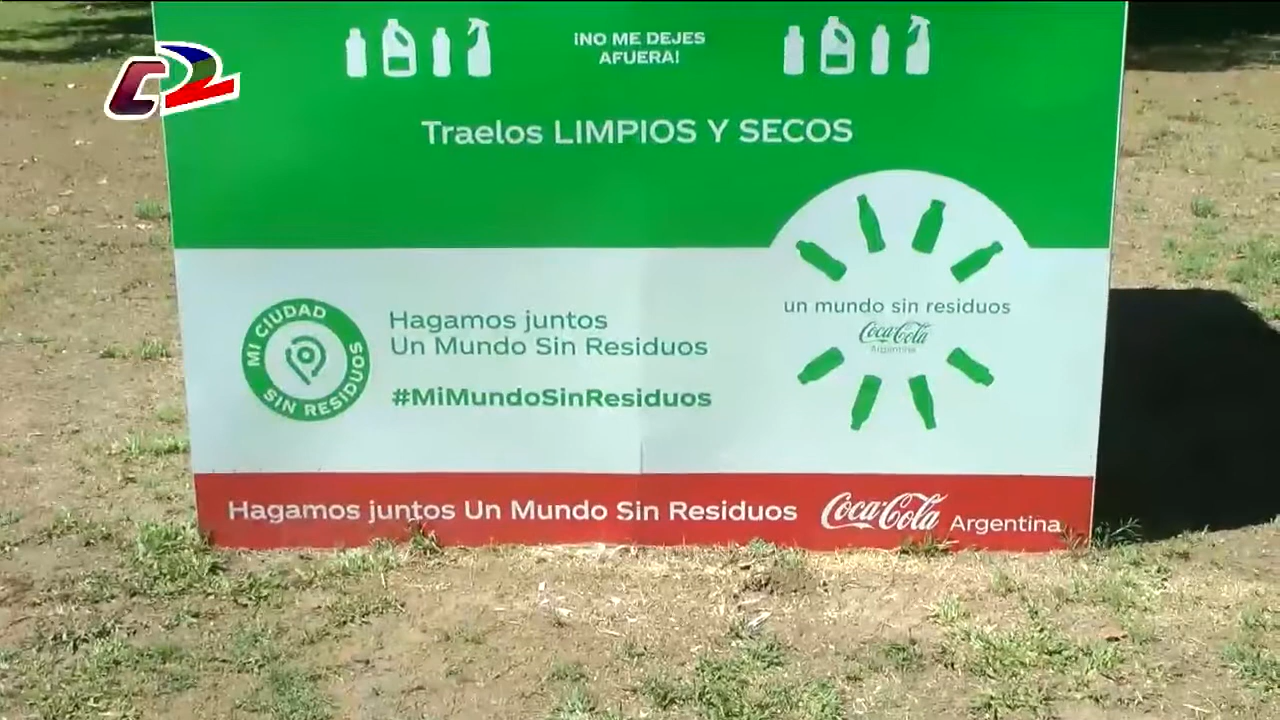 ¡NO ME DEJES
AFUERA!
C2
Traelos LIMPIOS Y SECOS
un mundo sin residuos
Coca-Cola
Argentina
MI CIUDAD
SIN RESIDUOS
Hagamos juntos
Un Mundo Sin Residuos
#MiMundoSinResiduos
Hagamos juntos Un Mundo Sin Residuos Coca-Cola Argentina